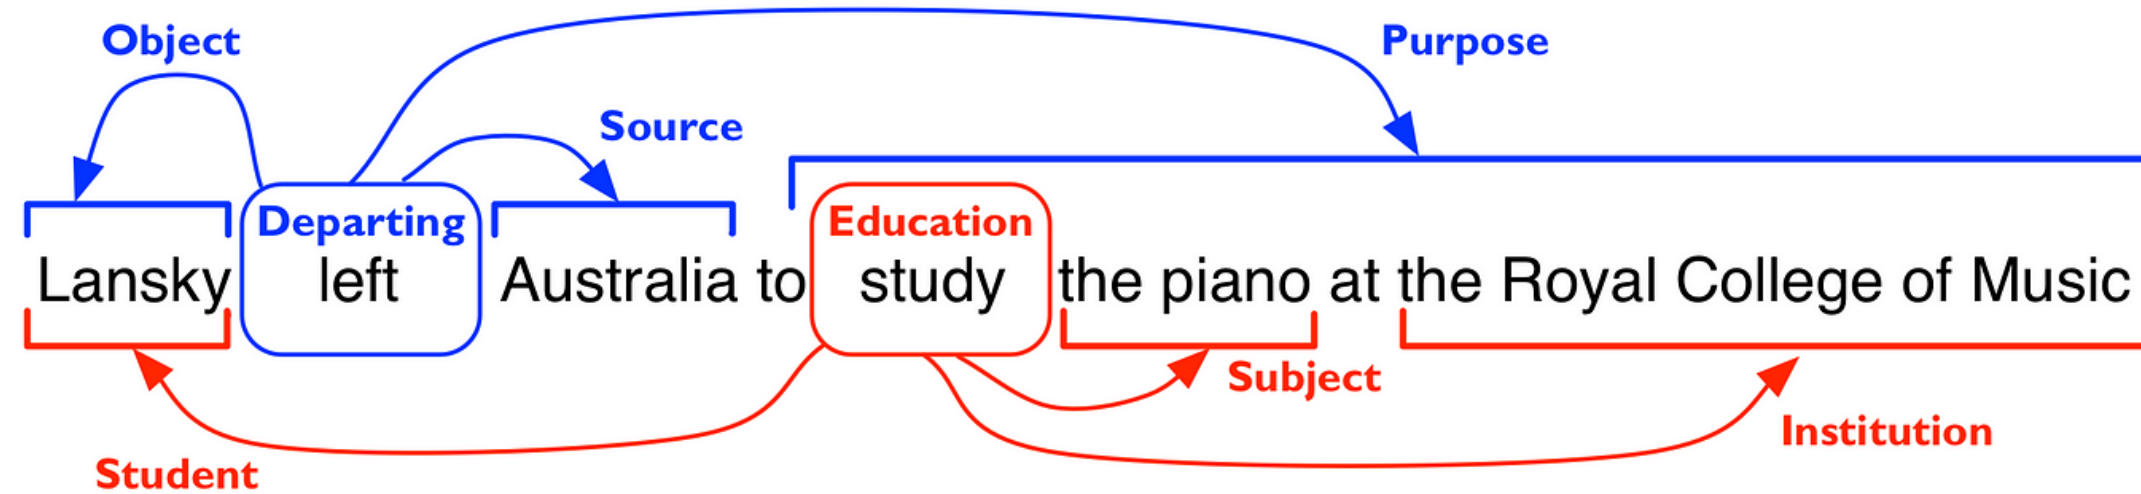 Object
Purpose
Source
Departing
Education
Lansky left Australia to study the piano at the Royal College of Music
Subject
Institution
Student